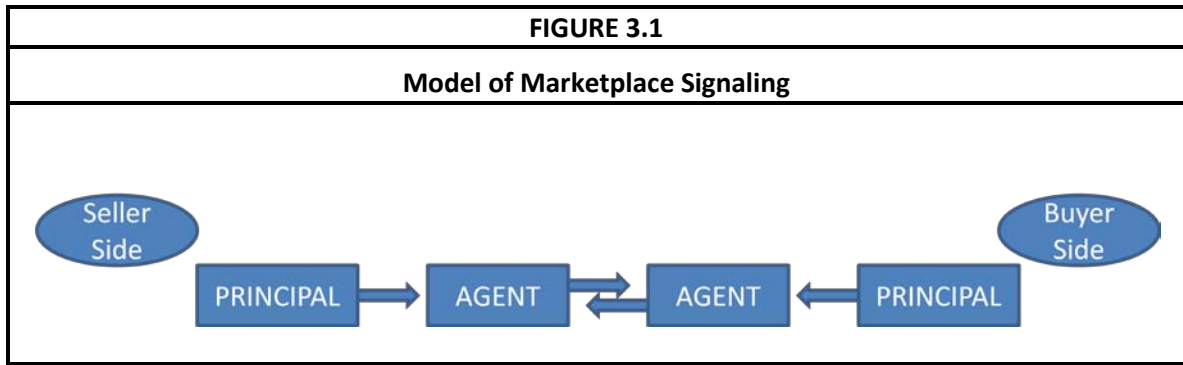 FIGURE 3.1
Model of Marketplace Signaling
Seller
Side
Buyer
Side
PRINCIPAL
AGENT
AGENT
PRINCIPAL